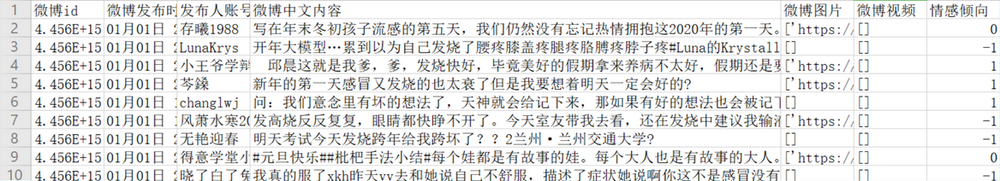 1 微博id 微博发布时 发布人账号 微博中文内容 微博图片 微博视频 情感倾向
2 4.456E+15 01月01日 2 存曦1988 写在年末冬初孩子流感的第五天，我们仍然没有忘记热情拥抱这2020年的第一天。 ['https:/ [] 0
3 4.456E+15 01月01日 2 LunaKrys 开年大模型…累到以为自己发烧了腰疼膝盖疼腿疼胳膊疼脖子疼#Luna的Krystall [] [] -1
4 4.456E+15 01月01日 2 小王爷学辩 邱晨这就是我爹，爹，发烧快好，毕竟美好的假期拿来养病不太好，假期还是要 ['https:/ [] 1
5 4.456E+15 01月01日 2 芩鎟 新年的第一天感冒又发烧的也太衰了但是我要想着明天一定会好的? ['https:/ [] 1
6 4.456E+15 01月01日 2 changlwj 问：我们意念里有坏的想法了，天神就会给记下来，那如果有好的想法也会被记下 [] [] 1
7 4.456E+15 01月01日 1 风萧水寒20 发高烧反反复复，眼睛都快睁不开了。今天室友带我去看，还在发烧中建议我输液 [] [] -1
8 4.456E+15 01月01日 2 无艳迎春 明天考试今天发烧跨年给我跨坏了？？2兰州·兰州交通大学? [] [] -1
9 4.456E+15 01月01日 2 得意学堂小 #元旦快乐##枇杷手法小结#每个娃都是有故事的娃。每个大人也是有故事的大人。 ['https:/ [] 0
10 4.456E+15 01月01日 2 晓了白了兔 我真的服了xkh昨天vv去和她说自己不舒服，描述了症状她说啊你这不是感冒没有 [] [] -1